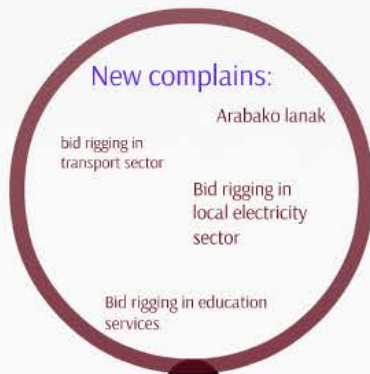 New complains:
Arabako lanak
bid rigging in
transport sector
Bid rigging in
local electricity
sector
Bid rigging in education
services